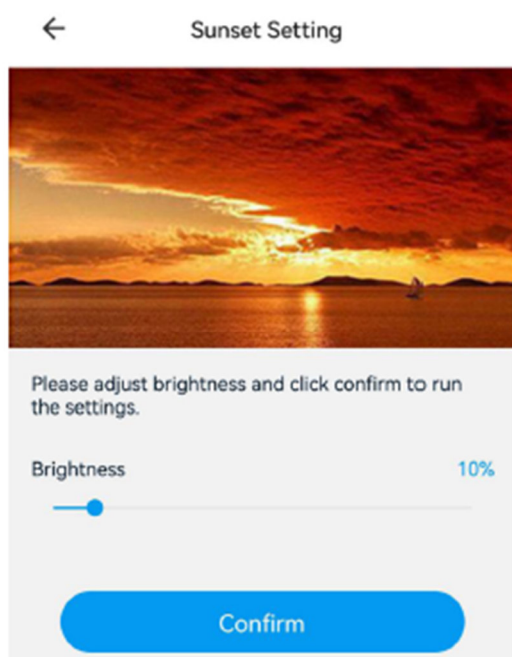 Sunset Setting
Please adjust brightness and click confirm to run
the settings.
Brightness
10%
Confirm